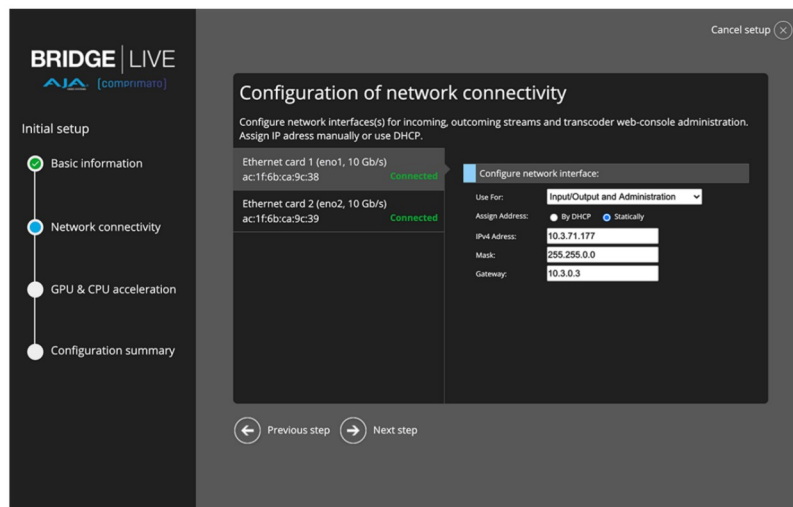 Cancel setup
BRIDGE LIVE
AJA [comprimato]
Initial setup
Basic information
Network connectivity
GPU & CPU acceleration
Configuration summary
Configuration of network connectivity
Configure network interfaces(s) for incoming, outcoming streams and transcoder web-console administration.
Assign IP adress manually or use DHCP.
Ethernet card 1 (eno1, 10 Gb/s)
ac:1f:6b:ca:9c:38 Connected
Ethernet card 2 (eno2, 10 Gb/s)
ac:1f:6b:ca:9c:39 Connected
Configure network interface:
Use For: Input/Output and Administration
Assign Address: By DHCP Statically
IPv4 Adress: 10.3.71.177
Mask: 255.255.0.0
Gateway: 10.3.0.3
Previous step Next step